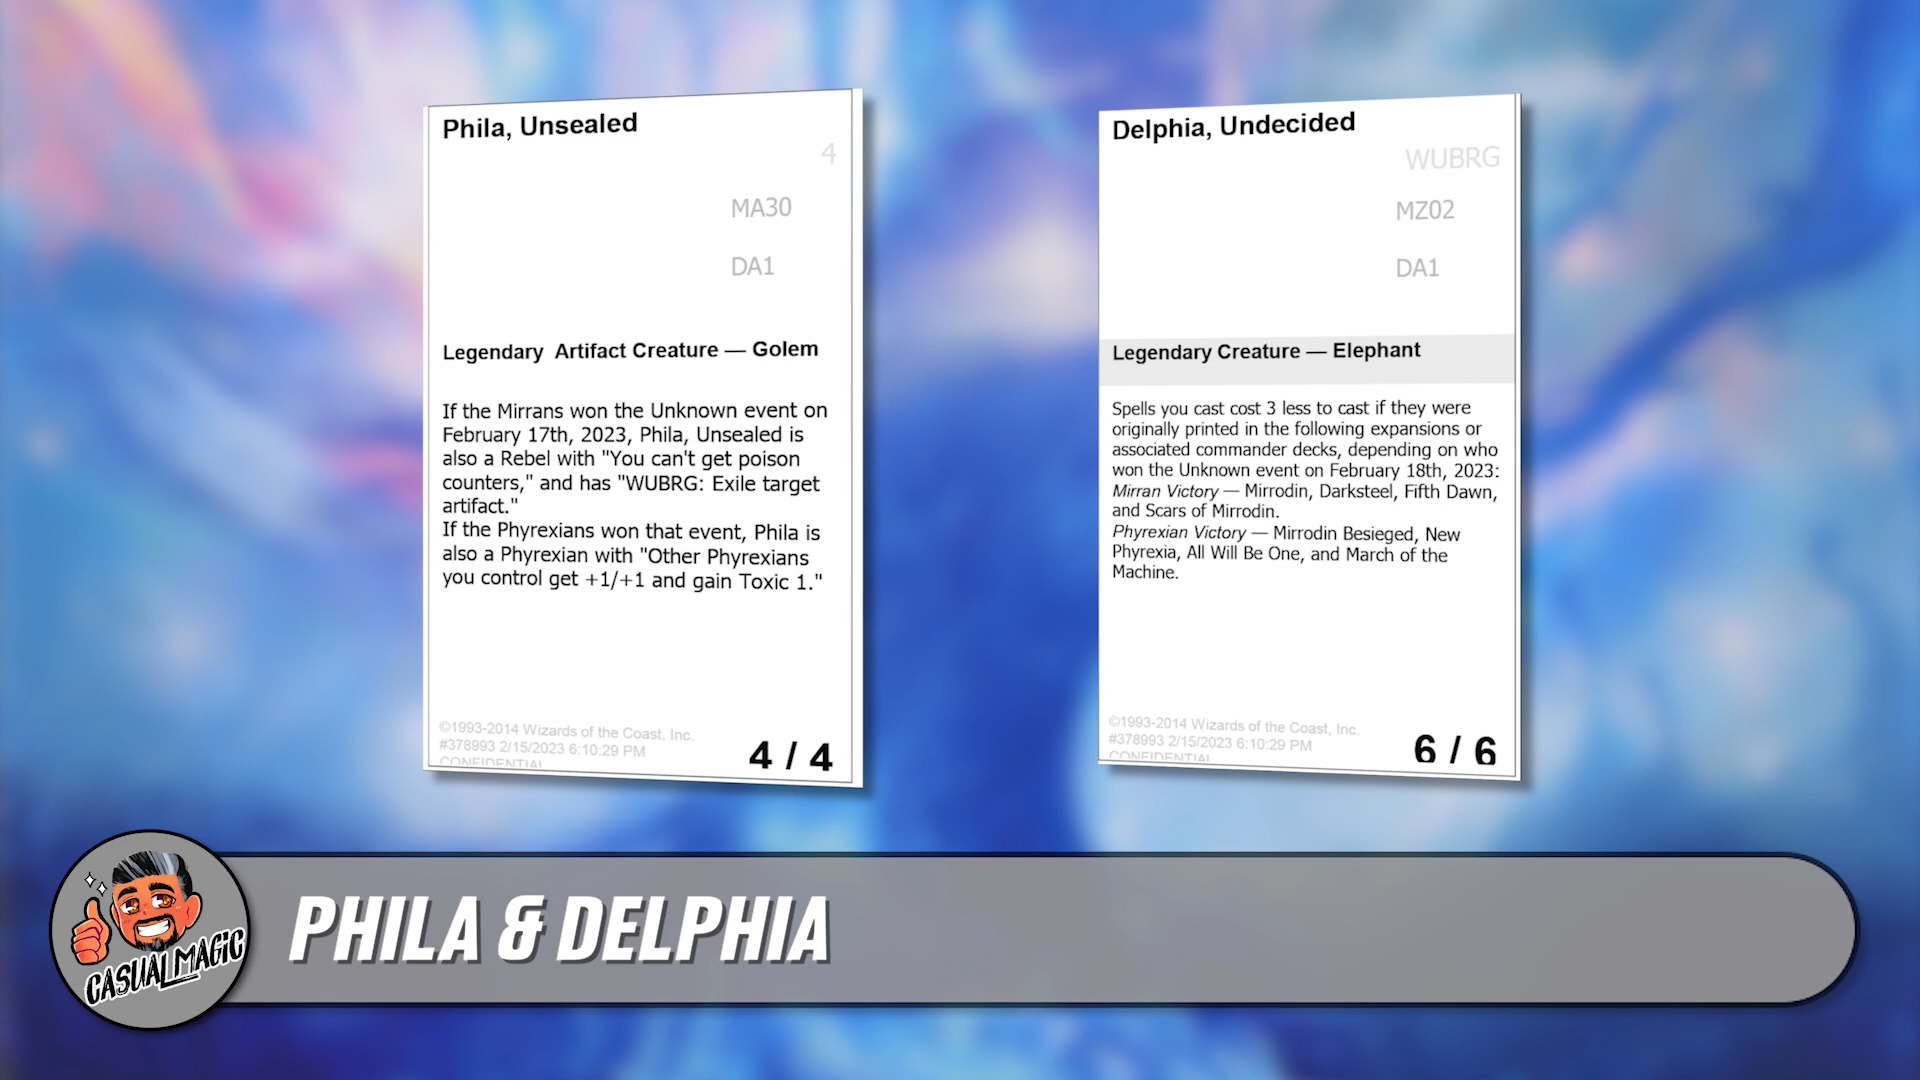 Phila, Unsealed
4
MA30
DA1
Legendary Artifact Creature — Golem
If the Mirrans won the Unknown event on
February 17th, 2023, Phila, Unsealed is
also a Rebel with "You can't get poison
counters," and has "WUBRG: Exile target
artifact."
If the Phyrexians won that event, Phila is
also a Phyrexian with "Other Phyrexians
you control get +1/+1 and gain Toxic 1."
©1993-2014 Wizards of the Coast, Inc.
#378993 2/15/2023 6:10:29 PM
CONFIDENTIAL
4 / 4
Delphia, Undecided
WUBRG
MZ02
DA1
Legendary Creature — Elephant
Spells you cast cost 3 less to cast if they were
originally printed in the following expansions or
associated commander decks, depending on who
won the Unknown event on February 18th, 2023:
Mirran Victory — Mirrodin, Darksteel, Fifth Dawn,
and Scars of Mirrodin.
Phyrexian Victory — Mirrodin Besieged, New
Phyrexia, All Will Be One, and March of the
Machine.
©1993-2014 Wizards of the Coast, Inc.
#378993 2/15/2023 6:10:29 PM
CONFIDENTIAL
6 / 6
CASUAL MAGIC
PHILA & DELPHIA